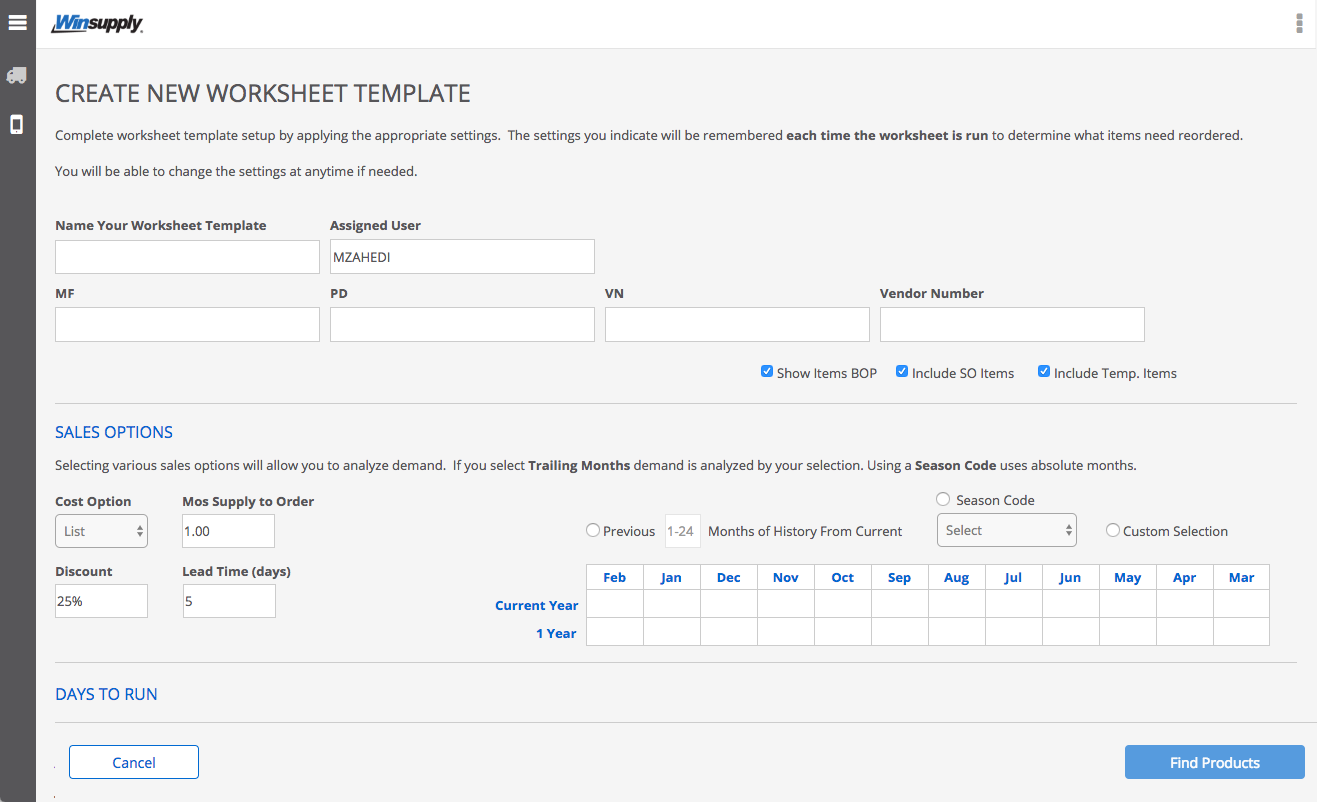 Winsupply
CREATE NEW WORKSHEET TEMPLATE
Complete worksheet template setup by applying the appropriate settings.  The settings you indicate will be remembered each time the worksheet is run to determine what items need reordered.
You will be able to change the settings at anytime if needed.
Name Your Worksheet Template Assigned User
MZAHEDI
MF PD VN Vendor Number
Show Items BOP Include SO Items Include Temp. Items
SALES OPTIONS
Selecting various sales options will allow you to analyze demand.  If you select Trailing Months demand is analyzed by your selection. Using a Season Code uses absolute months.
Cost Option Mos Supply to Order Season Code
List 1.00 Previous 1-24 Months of History From Current Select Custom Selection
Discount Lead Time (days) Feb Jan Dec Nov Oct Sep Aug Jul Jun May Apr Mar
25% 5 Current Year
1 Year
DAYS TO RUN
Cancel Find Products